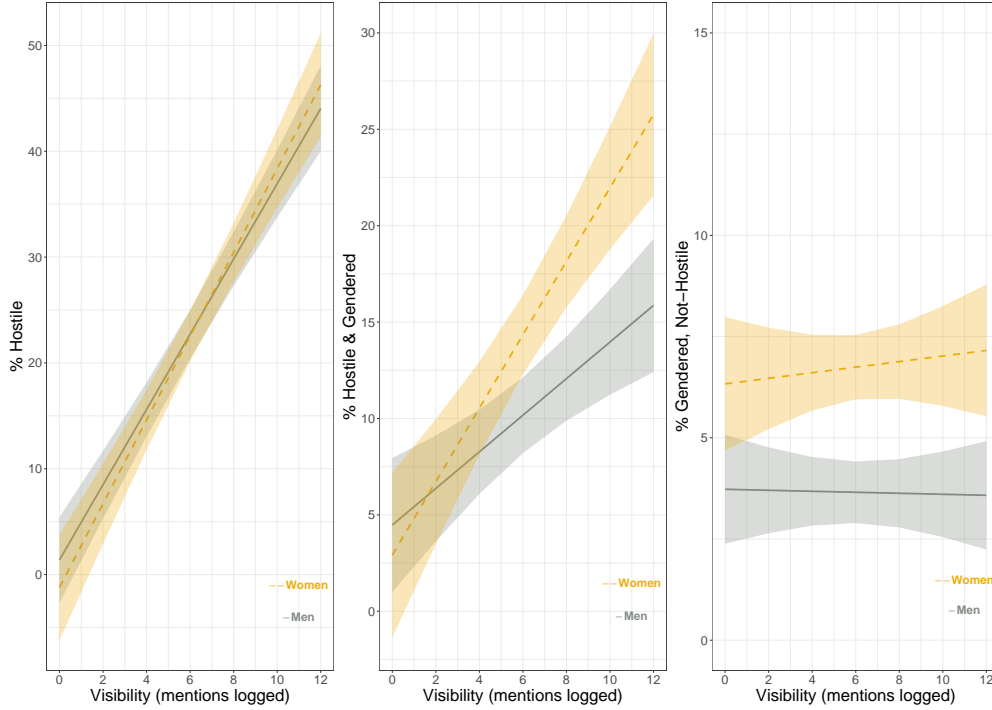 % Hostile
50
40
30
20
10
0
Women
Men
0 2 4 6 8 10 12
Visibility (mentions logged)
% Hostile & Gendered
30
25
20
15
10
5
0
Women
Men
0 2 4 6 8 10 12
Visibility (mentions logged)
% Gendered, Not−Hostile
15
10
5
0
Women
Men
0 2 4 6 8 10 12
Visibility (mentions logged)